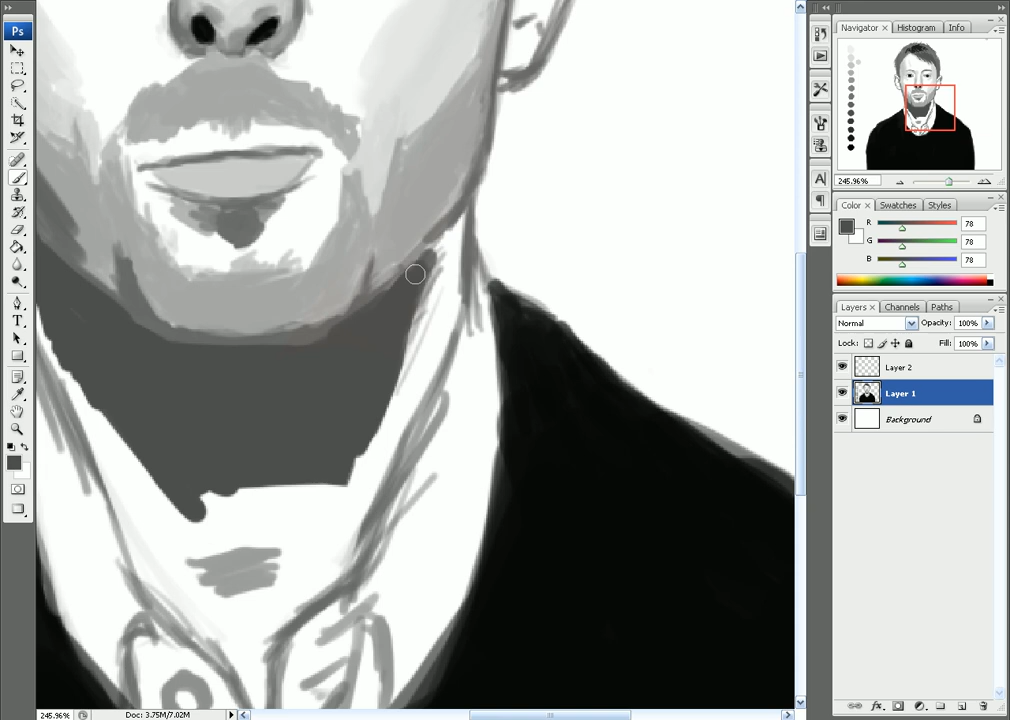 Ps
Navigator × Histogram Info
245.96%
Color × Swatches Styles
R 78
G 78
B 78
Layers × Channels Paths
Normal Opacity: 100%
Lock: Fill: 100%
Layer 2
Layer 1
Background
A
T
245.96% Doc: 3.75M/7.02M